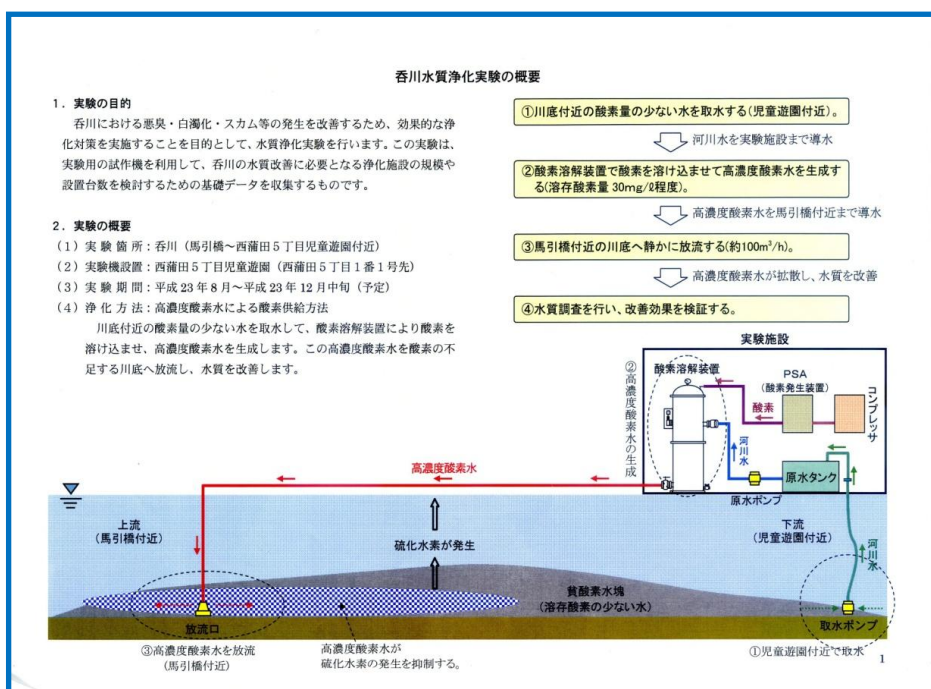 呑川水質浄化実験の概要
1．実験の目的
呑川における悪臭・白濁化・スカム等の発生を改善するため、効果的な浄
化対策を実施することを目的として、水質浄化実験を行います。この実験は、
実験用の試作機を利用して、呑川の水質改善に必要となる浄化施設の規模や
設置台数を検討するための基礎データを収集するものです。
2．実験の概要
（1）実験箇所：呑川（馬引橋～西蒲田５丁目児童遊園付近）
（2）実験機設置：西蒲田５丁目児童遊園（西蒲田５丁目１番１号先）
（3）実験期間：平成23年８月～平成23年12月中旬（予定）
（4）浄化方法：高濃度酸素水による酸素供給方法
川底付近の酸素量の少ない水を取水して、酸素溶解装置により酸素を
溶け込ませ、高濃度酸素水を生成します。この高濃度酸素水を酸素の不
足する川底へ放流し、水質を改善します。
①川底付近の酸素量の少ない水を取水する(児童遊園付近)。
河川水を実験施設まで導水
②酸素溶解装置で酸素を溶け込ませて高濃度酸素水を生成す
る(溶存酸素量 30mg/ℓ程度)。
高濃度酸素水を馬引橋付近まで導水
③馬引橋付近の川底へ静かに放流する(約100m³/h)。
高濃度酸素水が拡散し、水質を改善
④水質調査を行い、改善効果を検証する。
実験施設
②高濃度酸素水の生成
酸素溶解装置
PSA
(酸素発生装置)
コンプレッサ
酸素
河川水
原水タンク
原水ポンプ
高濃度酸素水
上流
(馬引橋付近)
硫化水素が発生
下流
(児童遊園付近)
河川水
貧酸素水塊
(溶存酸素の少ない水)
放流口
取水ポンプ
③高濃度酸素水を放流
(馬引橋付近)
高濃度酸素水が
硫化水素の発生を抑制する。
①児童遊園付近で取水
1